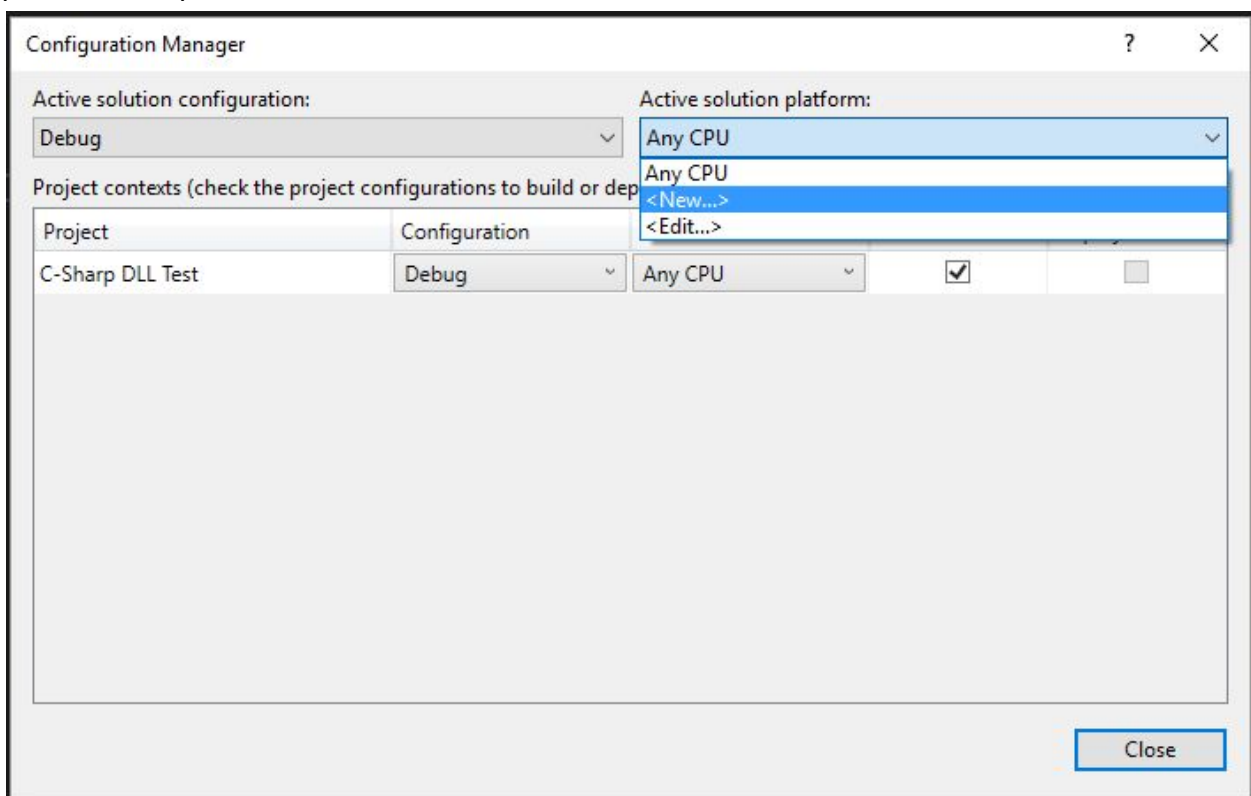 Configuration Manager ? ×
Active solution configuration: Active solution platform:
Debug Any CPU
Any CPU
Project contexts (check the project configurations to build or dep
<New...>
<Edit...>
Project Configuration
C-Sharp DLL Test Debug Any CPU
Close